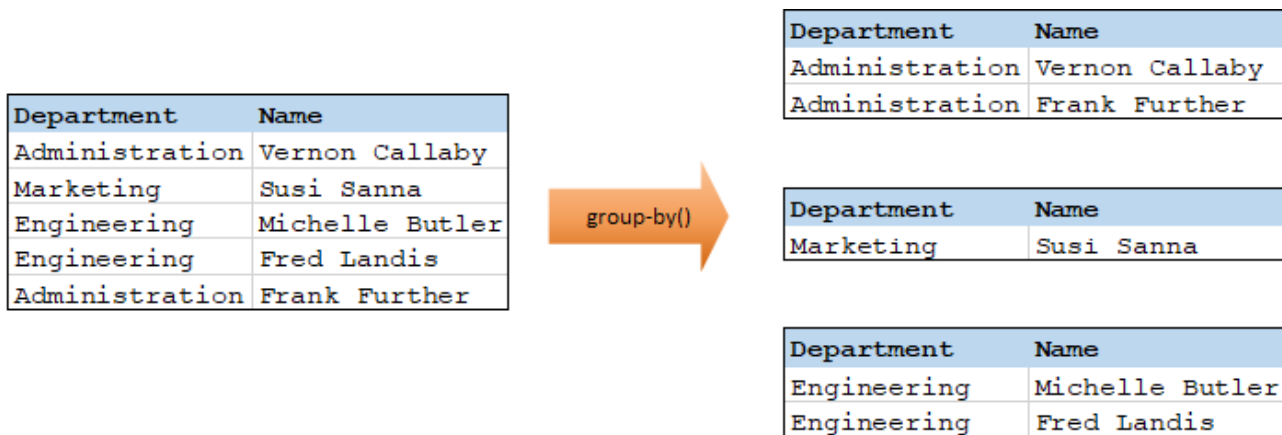 Department Name
Administration Vernon Callaby
Marketing Susi Sanna
Engineering Michelle Butler
Engineering Fred Landis
Administration Frank Further
group-by()
Department Name
Administration Vernon Callaby
Administration Frank Further
Department Name
Marketing Susi Sanna
Department Name
Engineering Michelle Butler
Engineering Fred Landis